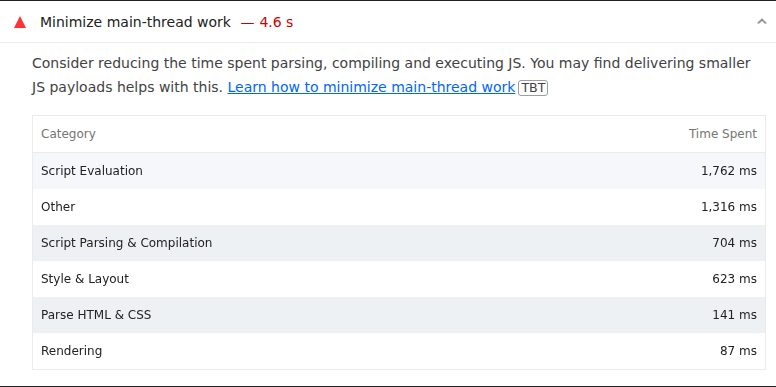 Minimize main-thread work — 4.6 s
Consider reducing the time spent parsing, compiling and executing JS. You may find delivering smaller
JS payloads helps with this. Learn how to minimize main-thread work TBT
Category Time Spent
Script Evaluation 1,762 ms
Other 1,316 ms
Script Parsing & Compilation 704 ms
Style & Layout 623 ms
Parse HTML & CSS 141 ms
Rendering 87 ms